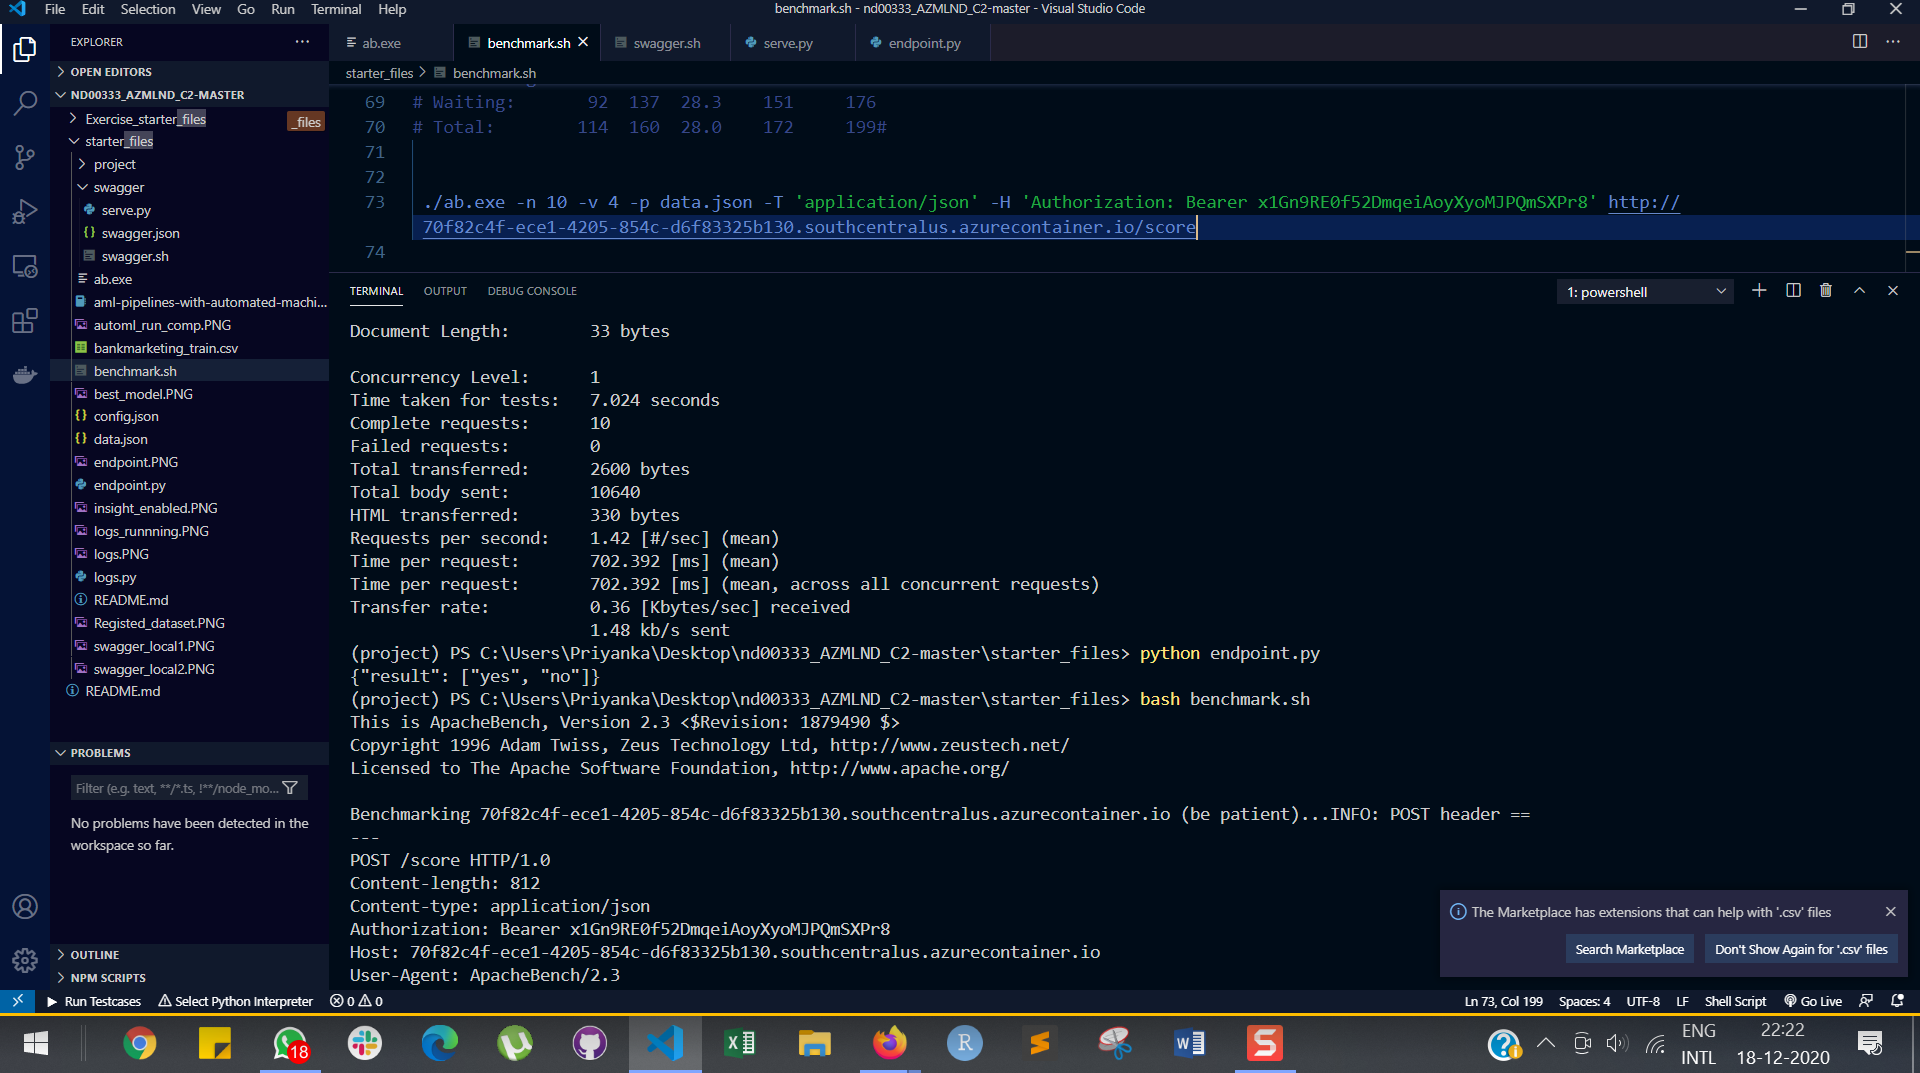 File Edit Selection View Go Run Terminal Help
benchmark.sh - nd00333_AZMLND_C2-master - Visual Studio Code
EXPLORER
OPEN EDITORS
ND00333_AZMLND_C2-MASTER
Exercise_starter_files
_files
starter_files
project
swagger
serve.py
swagger.json
swagger.sh
ab.exe
aml-pipelines-with-automated-machi...
automl_run_comp.PNG
bankmarketing_train.csv
benchmark.sh
best_model.PNG
config.json
data.json
endpoint.PNG
endpoint.py
insight_enabled.PNG
logs_runnning.PNG
logs.PNG
logs.py
README.md
Registed_dataset.PNG
swagger_local1.PNG
swagger_local2.PNG
README.md
PROBLEMS
Filter (e.g. text, **/*.ts, !**/node_mo...
No problems have been detected in the
workspace so far.
OUTLINE
NPM SCRIPTS
ab.exe benchmark.sh swagger.sh serve.py endpoint.py
starter_files > benchmark.sh
69 # Waiting: 92 137 28.3 151 176
70 # Total: 114 160 28.0 172 199#
71
72
73 ./ab.exe -n 10 -v 4 -p data.json -T 'application/json' -H 'Authorization: Bearer x1Gn9RE0f52DmqeiAoyXyoMJPQmSXPr8' http://
70f82c4f-ece1-4205-854c-d6f83325b130.southcentralus.azurecontainer.io/score
74
TERMINAL OUTPUT DEBUG CONSOLE
1: powershell
Document Length: 33 bytes
Concurrency Level: 1
Time taken for tests: 7.024 seconds
Complete requests: 10
Failed requests: 0
Total transferred: 2600 bytes
Total body sent: 10640
HTML transferred: 330 bytes
Requests per second: 1.42 [#/sec] (mean)
Time per request: 702.392 [ms] (mean)
Time per request: 702.392 [ms] (mean, across all concurrent requests)
Transfer rate: 0.36 [Kbytes/sec] received
1.48 kb/s sent
(project) PS C:\Users\Priyanka\Desktop\nd00333_AZMLND_C2-master\starter_files> python endpoint.py
{"result": ["yes", "no"]}
(project) PS C:\Users\Priyanka\Desktop\nd00333_AZMLND_C2-master\starter_files> bash benchmark.sh
This is ApacheBench, Version 2.3 <$Revision: 1879490 $>
Copyright 1996 Adam Twiss, Zeus Technology Ltd, http://www.zeustech.net/
Licensed to The Apache Software Foundation, http://www.apache.org/
Benchmarking 70f82c4f-ece1-4205-854c-d6f83325b130.southcentralus.azurecontainer.io (be patient)...INFO: POST header ==
---
POST /score HTTP/1.0
Content-length: 812
Content-type: application/json
Authorization: Bearer x1Gn9RE0f52DmqeiAoyXyoMJPQmSXPr8
Host: 70f82c4f-ece1-4205-854c-d6f83325b130.southcentralus.azurecontainer.io
User-Agent: ApacheBench/2.3
The Marketplace has extensions that can help with '.csv' files
Search Marketplace Don't Show Again for '.csv' files
Run Testcases Select Python Interpreter 0 0
Ln 73, Col 199 Spaces: 4 UTF-8 LF Shell Script Go Live
18
R
W
S
ENG
INTL
22:22
18-12-2020